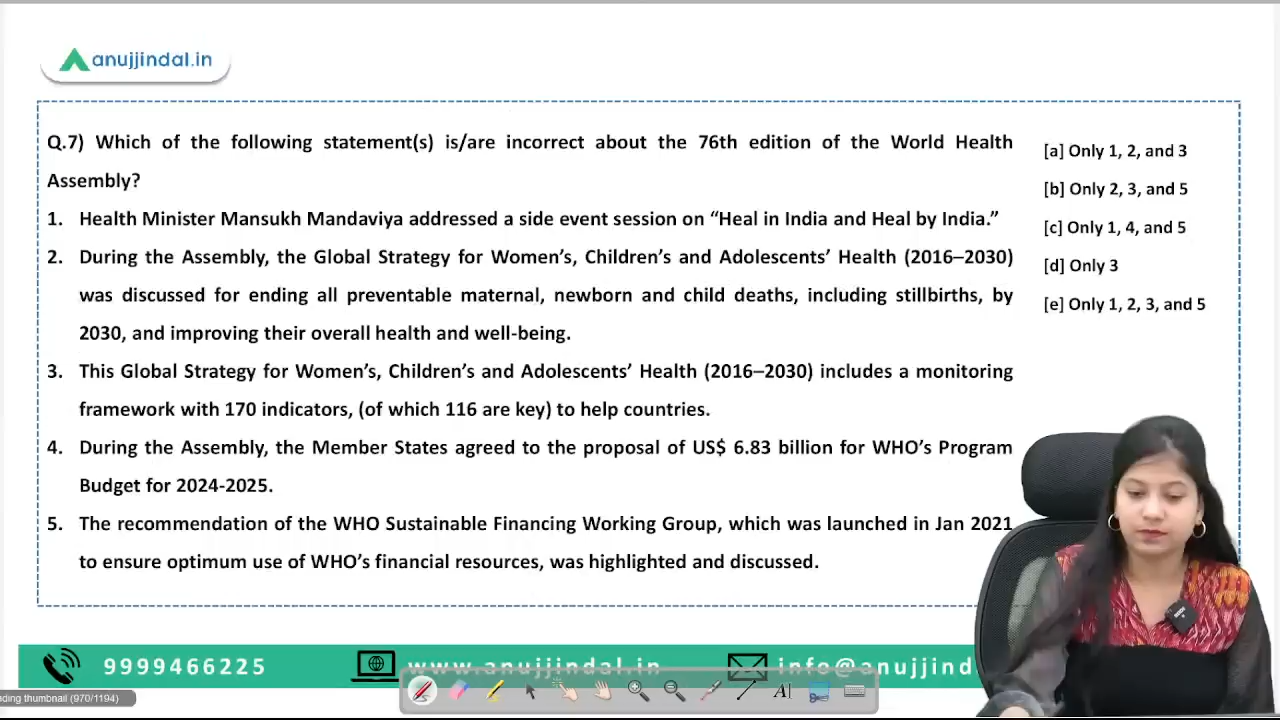 anujjindal.in
Q.7) Which of the following statement(s) is/are incorrect about the 76th edition of the World Health
Assembly?
1. Health Minister Mansukh Mandaviya addressed a side event session on “Heal in India and Heal by India.”
2. During the Assembly, the Global Strategy for Women’s, Children’s and Adolescents’ Health (2016–2030)
was discussed for ending all preventable maternal, newborn and child deaths, including stillbirths, by
2030, and improving their overall health and well-being.
3. This Global Strategy for Women’s, Children’s and Adolescents’ Health (2016–2030) includes a monitoring
framework with 170 indicators, (of which 116 are key) to help countries.
4. During the Assembly, the Member States agreed to the proposal of US$ 6.83 billion for WHO’s Program
Budget for 2024-2025.
5. The recommendation of the WHO Sustainable Financing Working Group, which was launched in Jan 2021
to ensure optimum use of WHO’s financial resources, was highlighted and discussed.
[a] Only 1, 2, and 3
[b] Only 2, 3, and 5
[c] Only 1, 4, and 5
[d] Only 3
[e] Only 1, 2, 3, and 5
9999466225
www.anujjindal.in
info@anujjind
ading thumbnail (970/1194)
A